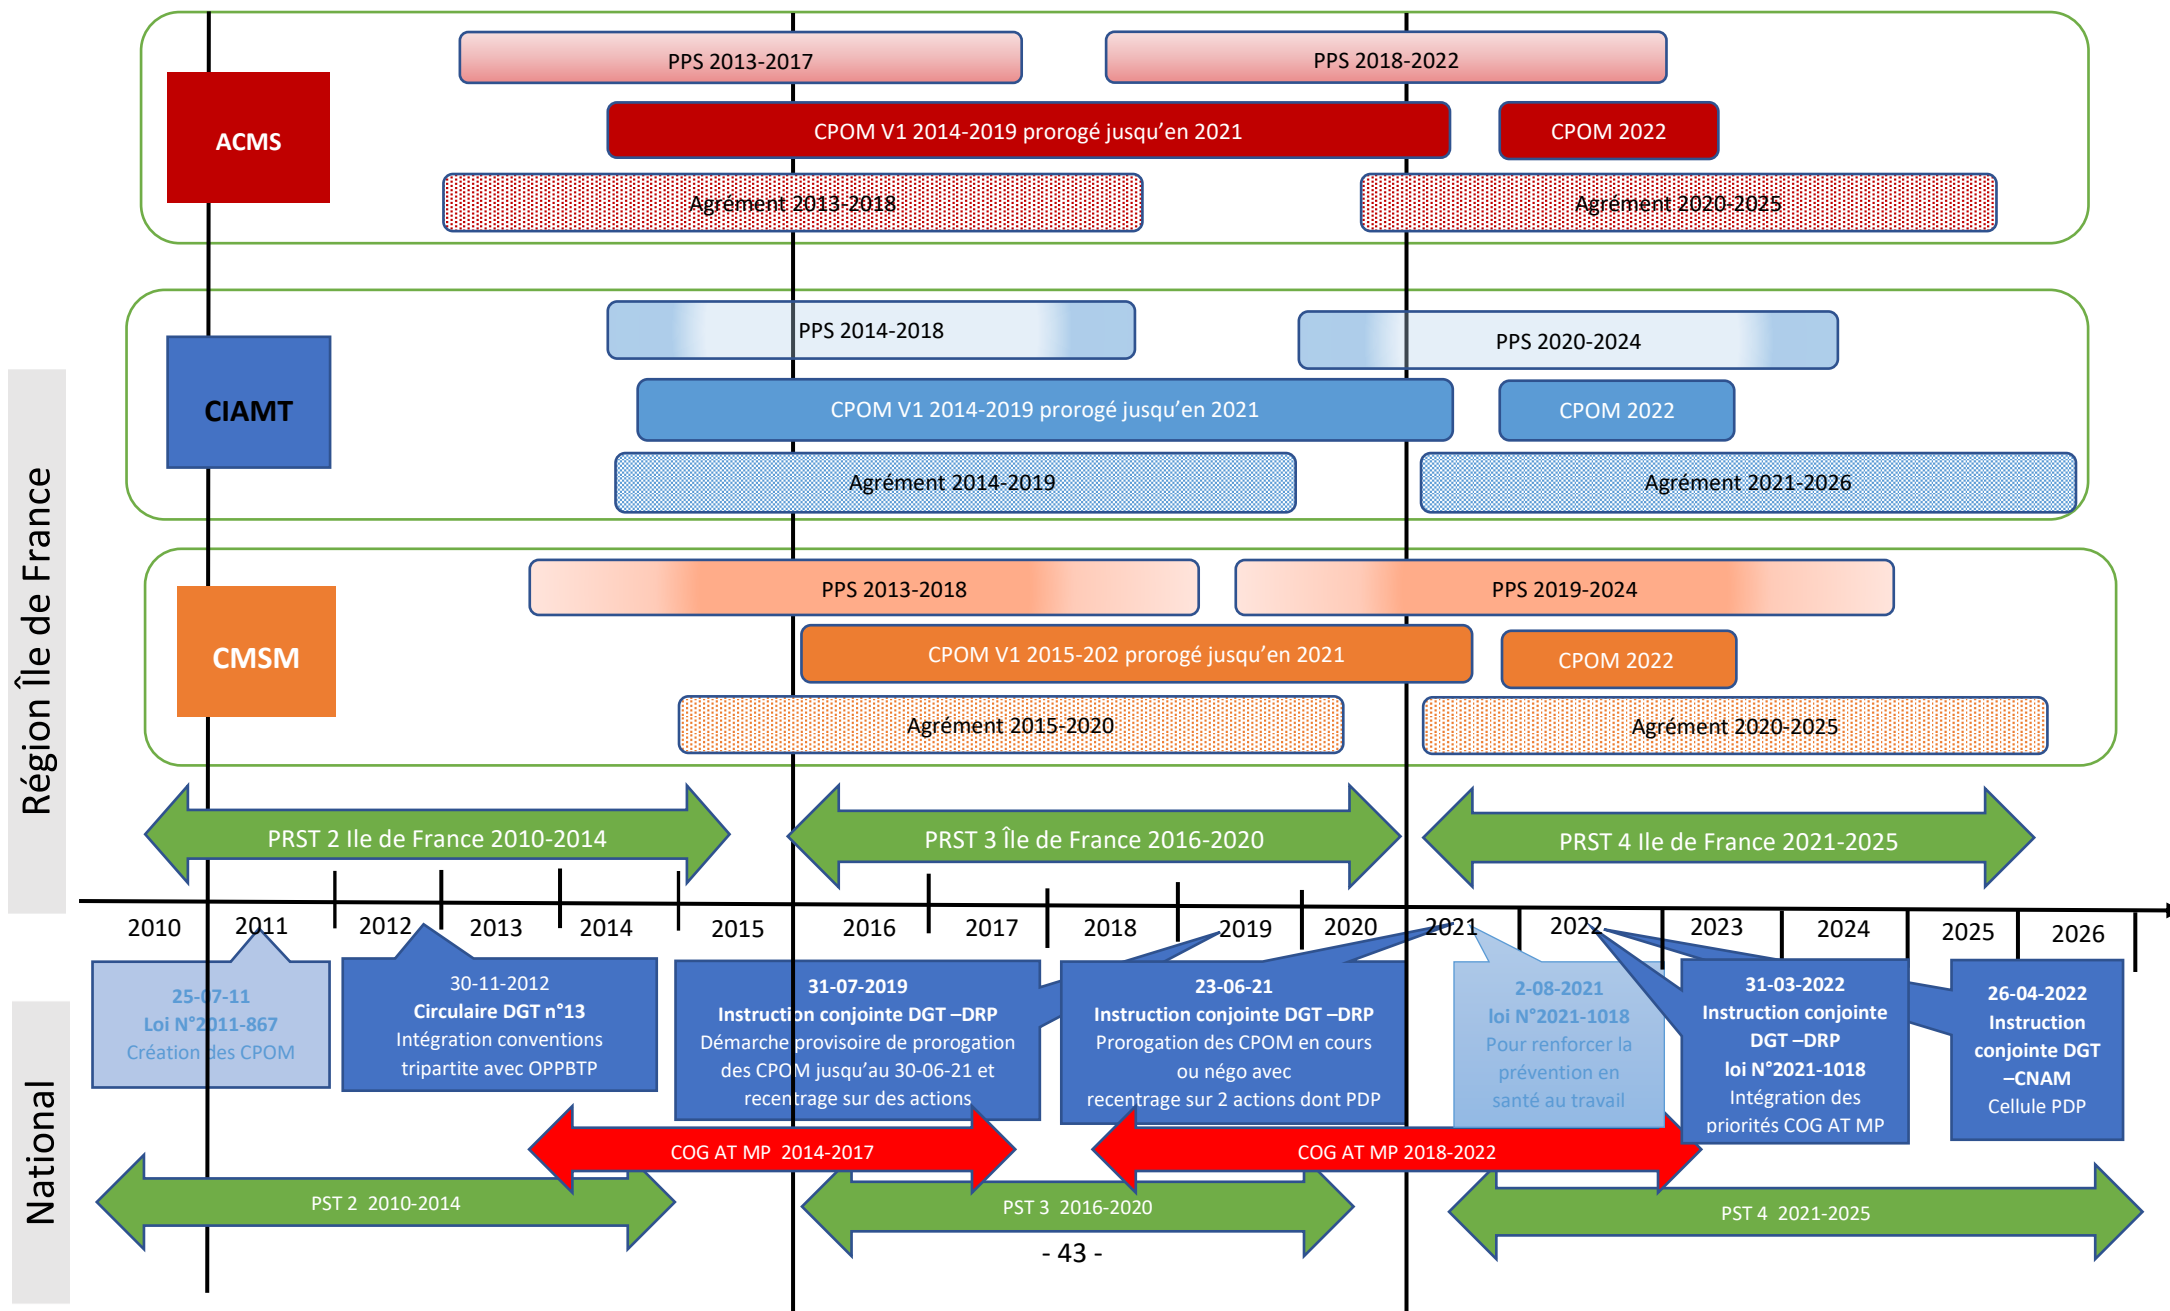 PPS 2013-2017
PPS 2018-2022
ACMS
CPOM V1 2014-2019 prorogé jusqu'en 2021
CPOM 2022
Agrément 2013-2018
Agrément 2020-2025
Région Île de France
PPS 2014-2018
PPS 2020-2024
CIAMT
CPOM V1 2014-2019 prorogé jusqu'en 2021
CPOM 2022
Agrément 2014-2019
Agrément 2021-2026
PPS 2013-2018
PPS 2019-2024
CMSM
CPOM V1 2015-202 prorogé jusqu'en 2021
CPOM 2022
Agrément 2015-2020
Agrément 2020-2025
PRST 2 Ile de France 2010-2014
PRST 3 Île de France 2016-2020
PRST 4 Ile de France 2021-2025
2010 2011 2012 2013 2014 2015 2016 2017 2018 2019 2020 2021 2022 2023 2024 2025 2026
National
25-07-11
Loi N°2011-867
Création des CPOM
30-11-2012
Circulaire DGT n°13
Intégration conventions
tripartite avec OPPBTP
31-07-2019
Instruction conjointe DGT –DRP
Démarche provisoire de prorogation
des CPOM jusqu'au 30-06-21 et
recentrage sur des actions
23-06-21
Instruction conjointe DGT –DRP
Prorogation des CPOM en cours
ou négo avec
recentrage sur 2 actions dont PDP
2-08-2021
loi N°2021-1018
Pour renforcer la
prévention en
santé au travail
31-03-2022
Instruction conjointe
DGT –DRP
loi N°2021-1018
Intégration des
priorités COG AT MP
26-04-2022
Instruction
conjointe DGT
–CNAM
Cellule PDP
COG AT MP 2014-2017
COG AT MP 2018-2022
PST 2 2010-2014
PST 3 2016-2020
PST 4 2021-2025
- 43 -